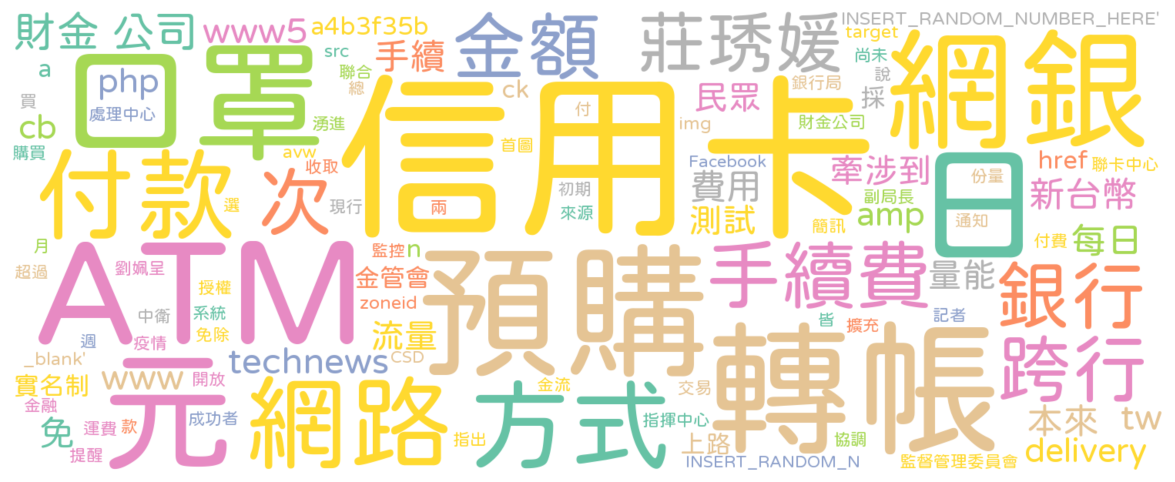 財金 公司
www5
a4b3f35b
金額
莊琇媛
INSERT_RANDOM_NUMBER_HERE'
target
src
手續
尚未
a
php
口罩
聯合
總
ck
民眾
銀行局
說
採
網銀
買
處理中心
cb
湧進
信用卡
付
img
財金公司
購買
avw
首圖
付款
收取
Facebook
牽涉到
href
聯卡中心
選
次
現行
兩
初期
來源
費用
測試
副局長
簡訊
amp
日
份量
通知
新台幣
付費
每日
月
ATM
監控
n
超過
劉姵呈
金管會
預購
手續費
量能
銀行
授權
zoneid
中衛
系統
皆
擴充
記者
週
疫情
免除
流量
轉帳
跨行
_blank'
technews
CSD
實名制
www
開放
元
網路
金流
方式
交易
金融
成功者
本來
tw
免
運費
款
指揮中心
提醒
指出
上路
協調
delivery
INSERT_RANDOM_N
監督管理委員會